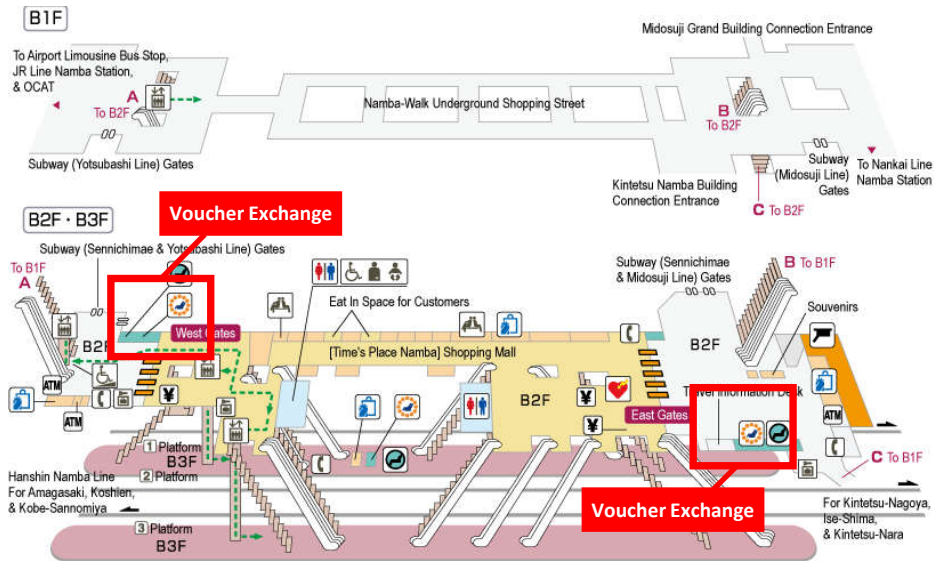 B1F
To Airport Limousine Bus Stop,
JR Line Namba Station,
& OCAT
A
To B2F
Subway (Yotsubashi Line) Gates
Namba-Walk Underground Shopping Street
Midosuji Grand Building Connection Entrance
B
To B2F
Subway
(Midosuji Line)
Gates
To Nankai Line
Namba Station
Kintetsu Namba Building
Connection Entrance
C To B2F
B2F・B3F
Voucher Exchange
Subway (Sennichimae & Yotsubashi Line) Gates
To B1F
A
B2F
West Gates
Eat In Space for Customers
[Time's Place Namba] Shopping Mall
Subway (Sennichimae
& Midosuji Line) Gates
B To B1F
Souvenirs
B2F
B2F
East Gates
Travel Information Desk
ATM
ATM
ATM
¥
¥
¥
1 Platform
B3F
2 Platform
3 Platform
B3F
Hanshin Namba Line
For Amagasaki, Koshien,
& Kobe-Sannomiya
C To B1F
Voucher Exchange
For Kintetsu-Nagoya,
Ise-Shima,
& Kintetsu-Nara